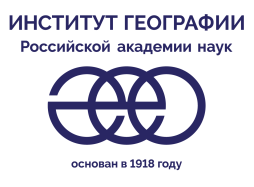 ИНСТИТУТ ГЕОГРАФИИ
Российской академии наук
основан в 1918 году